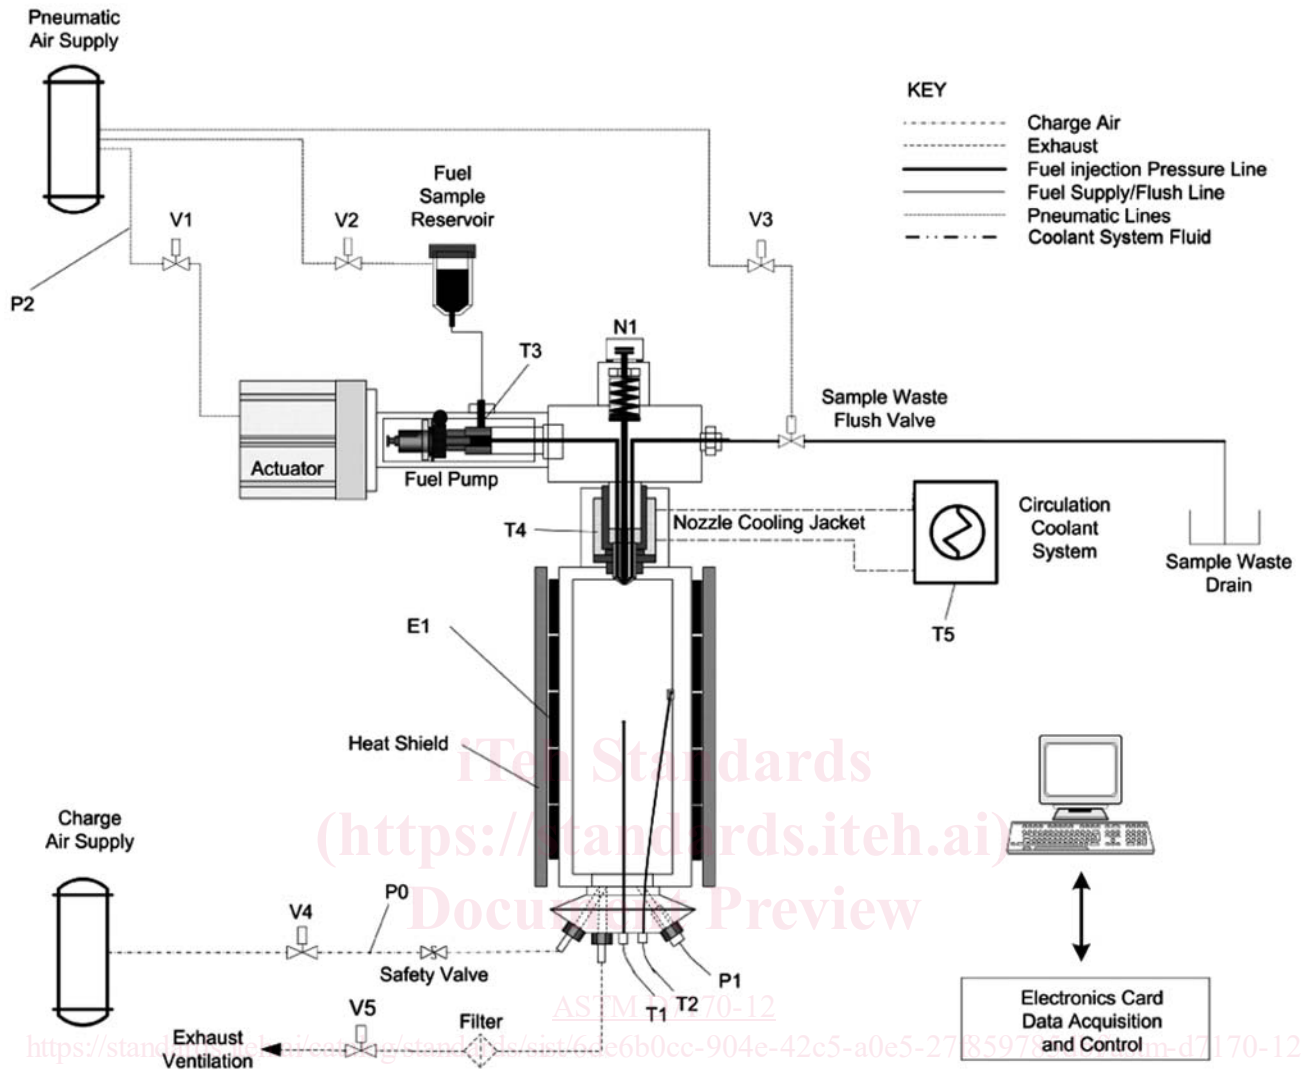 Pneumatic
Air Supply
KEY
Charge Air
Exhaust
Fuel injection Pressure Line
Fuel Supply/Flush Line
Pneumatic Lines
Coolant System Fluid
Fuel
Sample
Reservoir
V1
V2
V3
P2
N1
T3
Sample Waste
Flush Valve
Actuator
Fuel Pump
T4
Nozzle Cooling Jacket
Circulation
Coolant
System
Sample Waste
Drain
T5
E1
Heat Shield
iTeh Standards
(https://standards.iteh.ai)
Document Preview
Charge
Air Supply
V4
P0
Safety Valve
P1
T2
T1
ASTM D7170-12
V5
Filter
Exhaust
Ventilation
Electronics Card
Data Acquisition
and Control